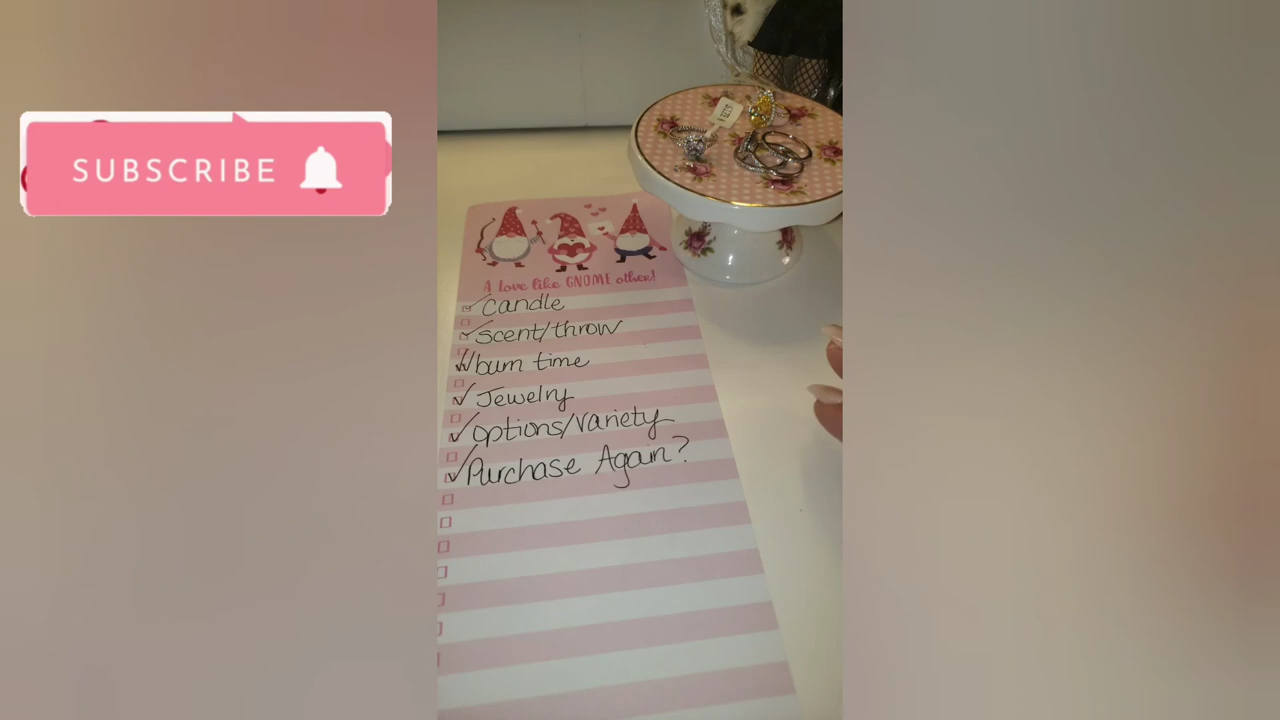 SUBSCRIBE
A love like GNOME other!
candle
scent/throw
burn time
Jewelry
options/variety
Purchase Again?